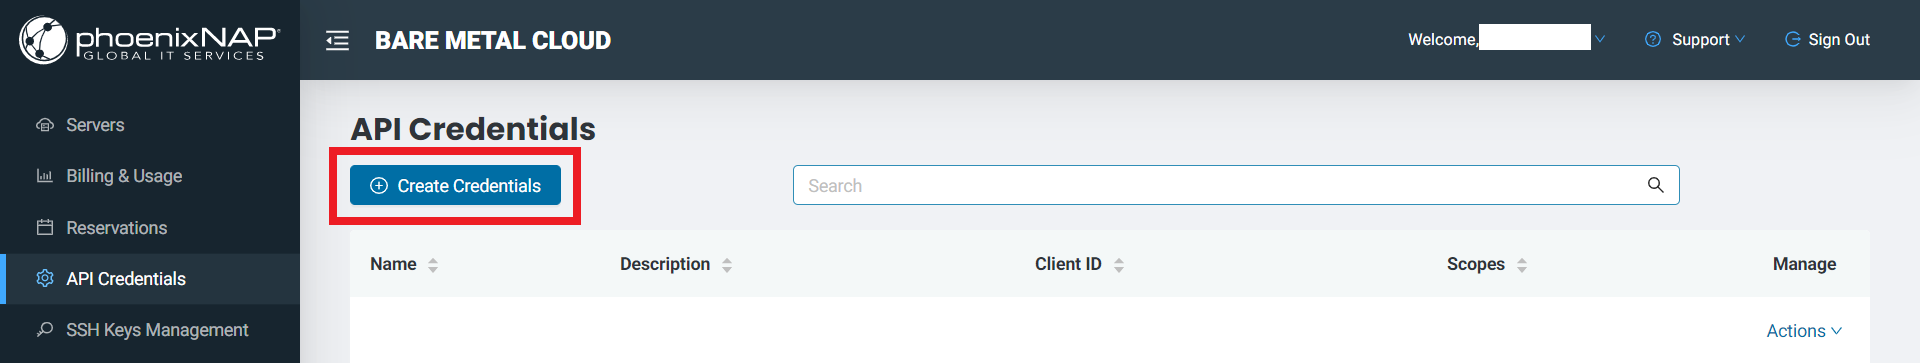 phoenixNAP
GLOBAL IT SERVICES
BARE METAL CLOUD
Welcome,
Support
Sign Out
Servers
Billing & Usage
Reservations
API Credentials
SSH Keys Management
API Credentials
Create Credentials
Search
Name Description Client ID Scopes Manage
Actions